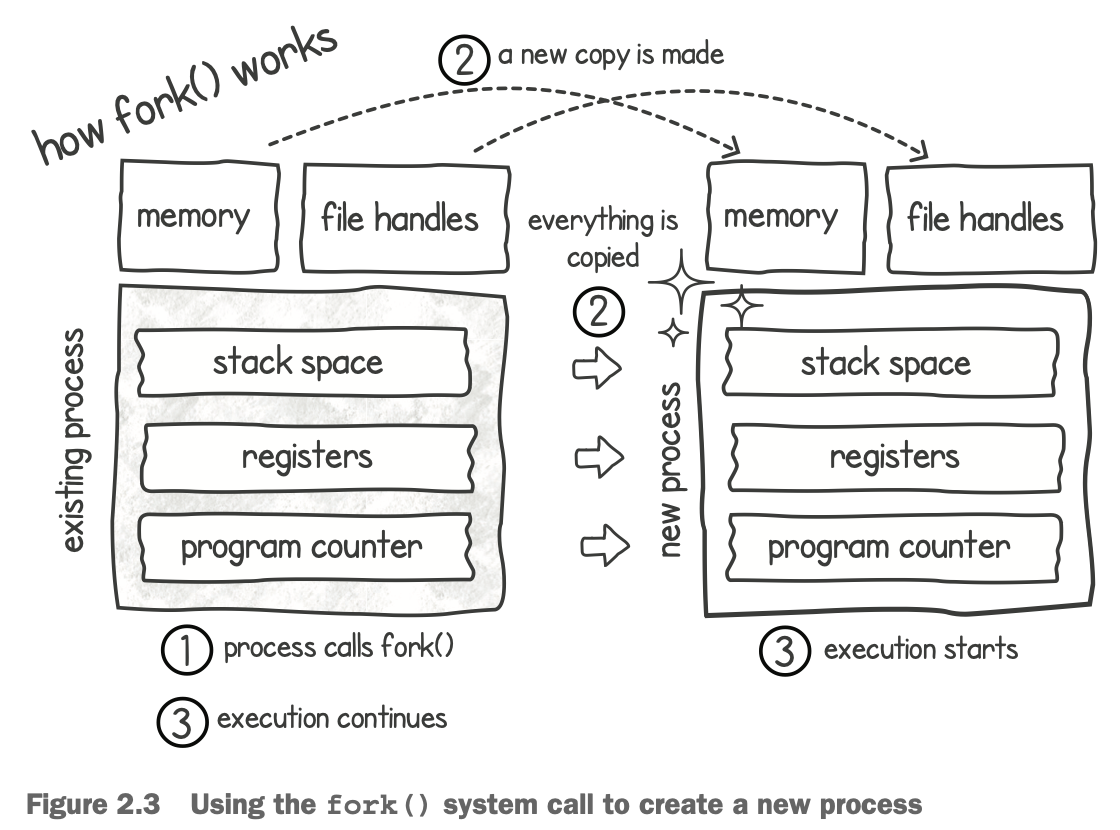 how fork() works
2 a new copy is made
memory
file handles
everything is
copied
2
memory
file handles
existing process
stack space
registers
program counter
new process
stack space
registers
program counter
1 process calls fork()
3 execution continues
3 execution starts
Figure 2.3 Using the fork() system call to create a new process